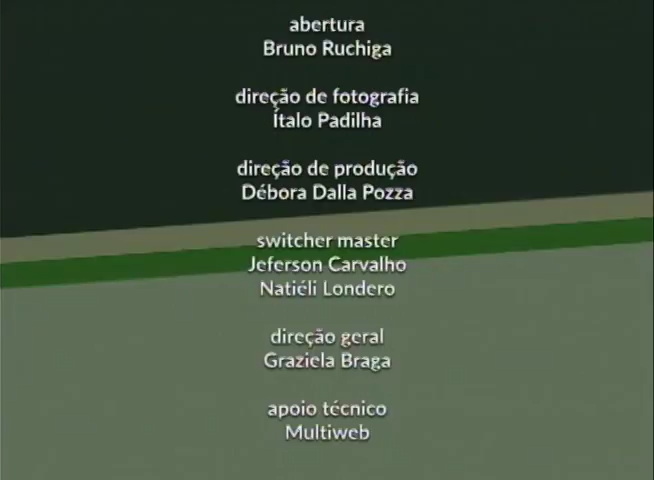 abertura
Bruno Ruchiga
direção de fotografia
Ítalo Padilha
direção de produção
Débora Dalla Pozza
switcher master
Jeferson Carvalho
Natiéli Londero
direção geral
Graziela Braga
apoio técnico
Multiweb